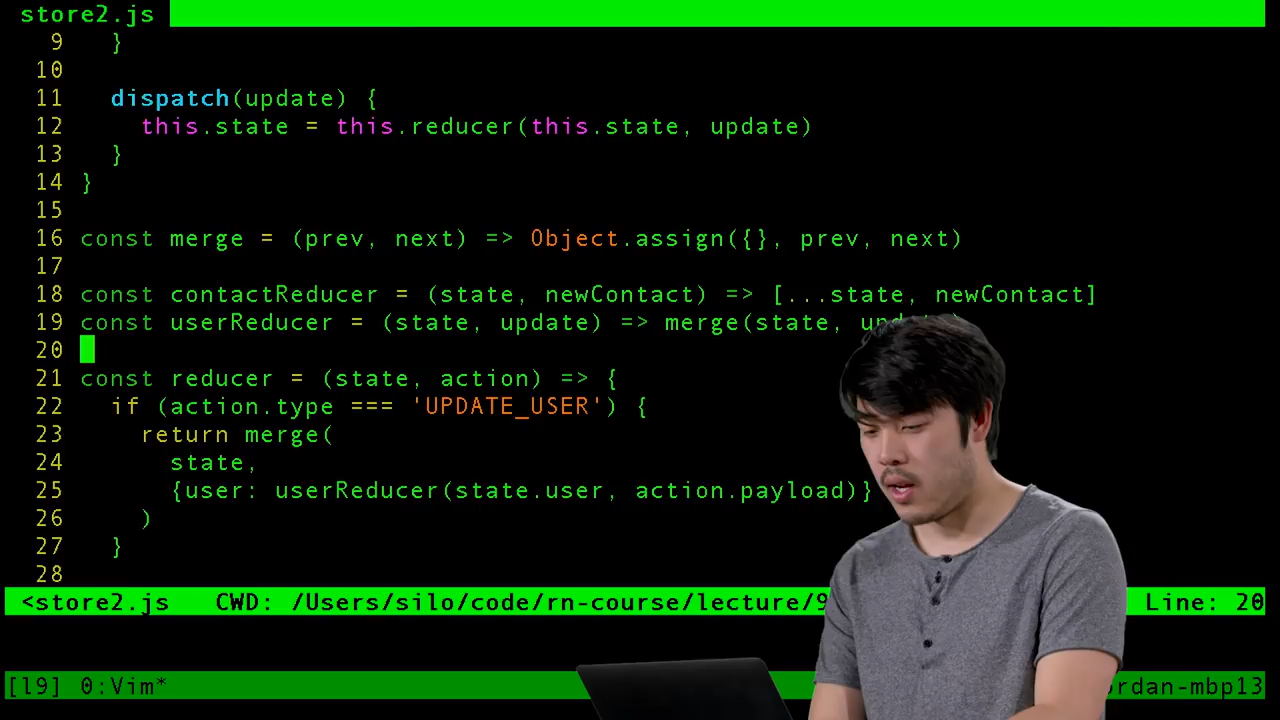 store2.js
9   }
10
11   dispatch(update) {
12     this.state = this.reducer(this.state, update)
13   }
14 }
15
16 const merge = (prev, next) => Object.assign({}, prev, next)
17
18 const contactReducer = (state, newContact) => [...state, newContact]
19 const userReducer = (state, update) => merge(state,
20
21 const reducer = (state, action) => {
22   if (action.type === 'UPDATE_USER') {
23     return merge(
24       state,
25       {user: userReducer(state.user, action.payload)}
26     )
27   }
28
<store2.js   CWD: /Users/silo/code/rn-course/lecture/9   Line: 20
[l9] 0:Vim*